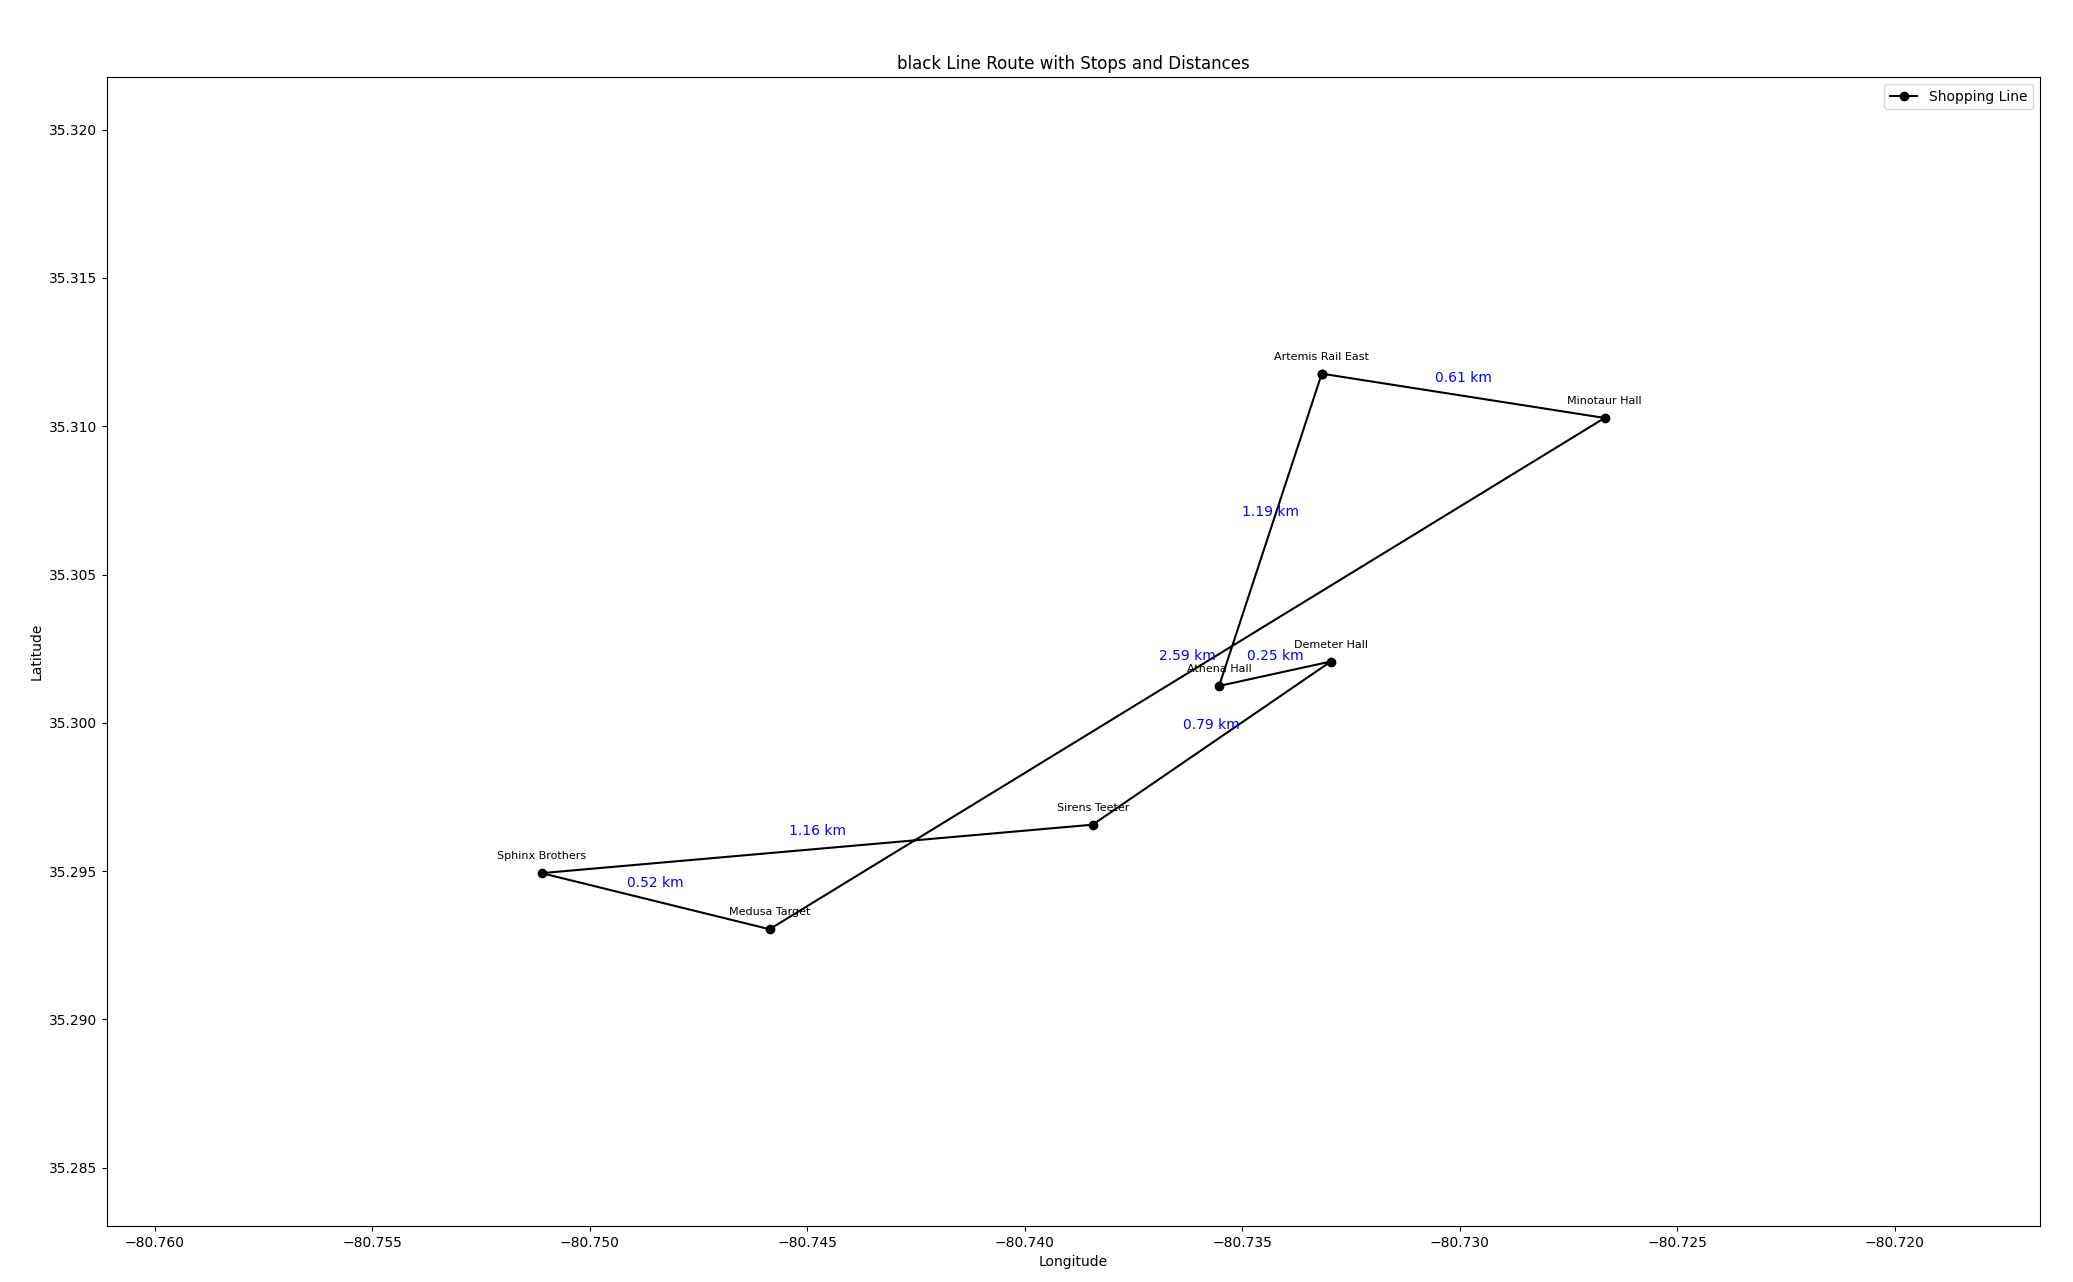 black Line Route with Stops and Distances
Shopping Line
35.320
35.315
35.310
35.305
35.300
35.295
35.290
35.285
Latitude
Artemis Rail East
0.61 km
Minotaur Hall
1.19 km
Demeter Hall
2.59 km
0.25 km
Athena Hall
0.79 km
Sirens Teeter
1.16 km
Sphinx Brothers
0.52 km
Medusa Target
−80.760
−80.755
−80.750
−80.745
−80.740
−80.735
−80.730
−80.725
−80.720
Longitude